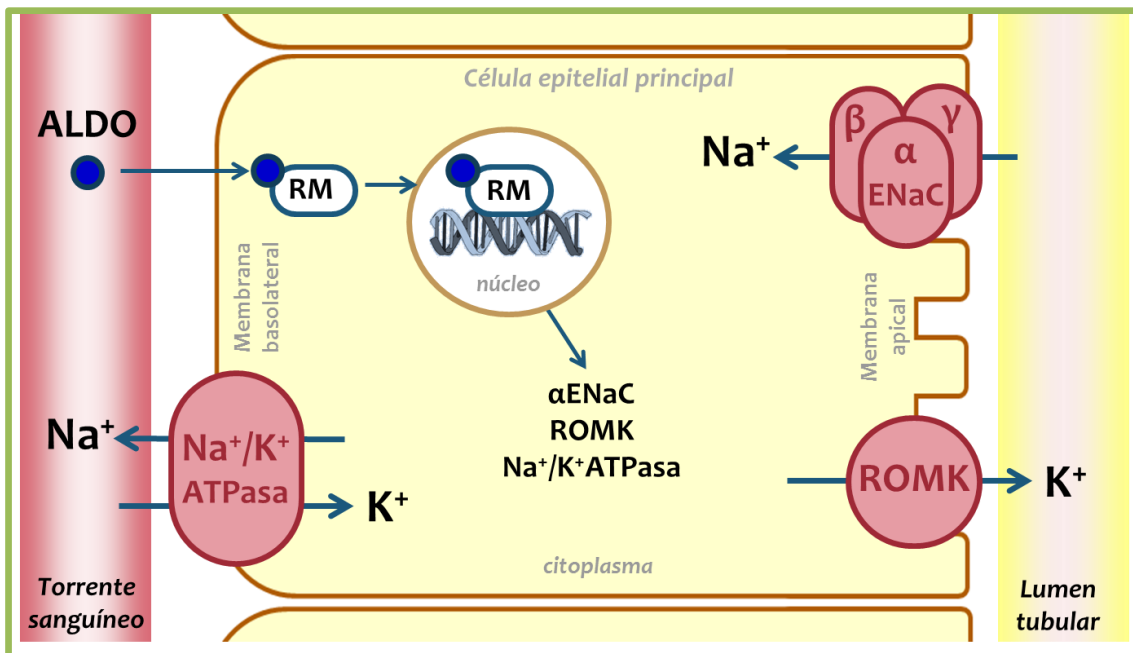 Célula epitelial principal
ALDO
RM
RM
núcleo
Membrana
basolateral
αENaC
ROMK
Na⁺/K⁺ATPasa
Na⁺
β
γ
α
ENaC
Membrana
apical
Na⁺
Na⁺/K⁺
ATPasa
K⁺
ROMK
K⁺
citoplasma
Torrente
sanguíneo
Lumen
tubular